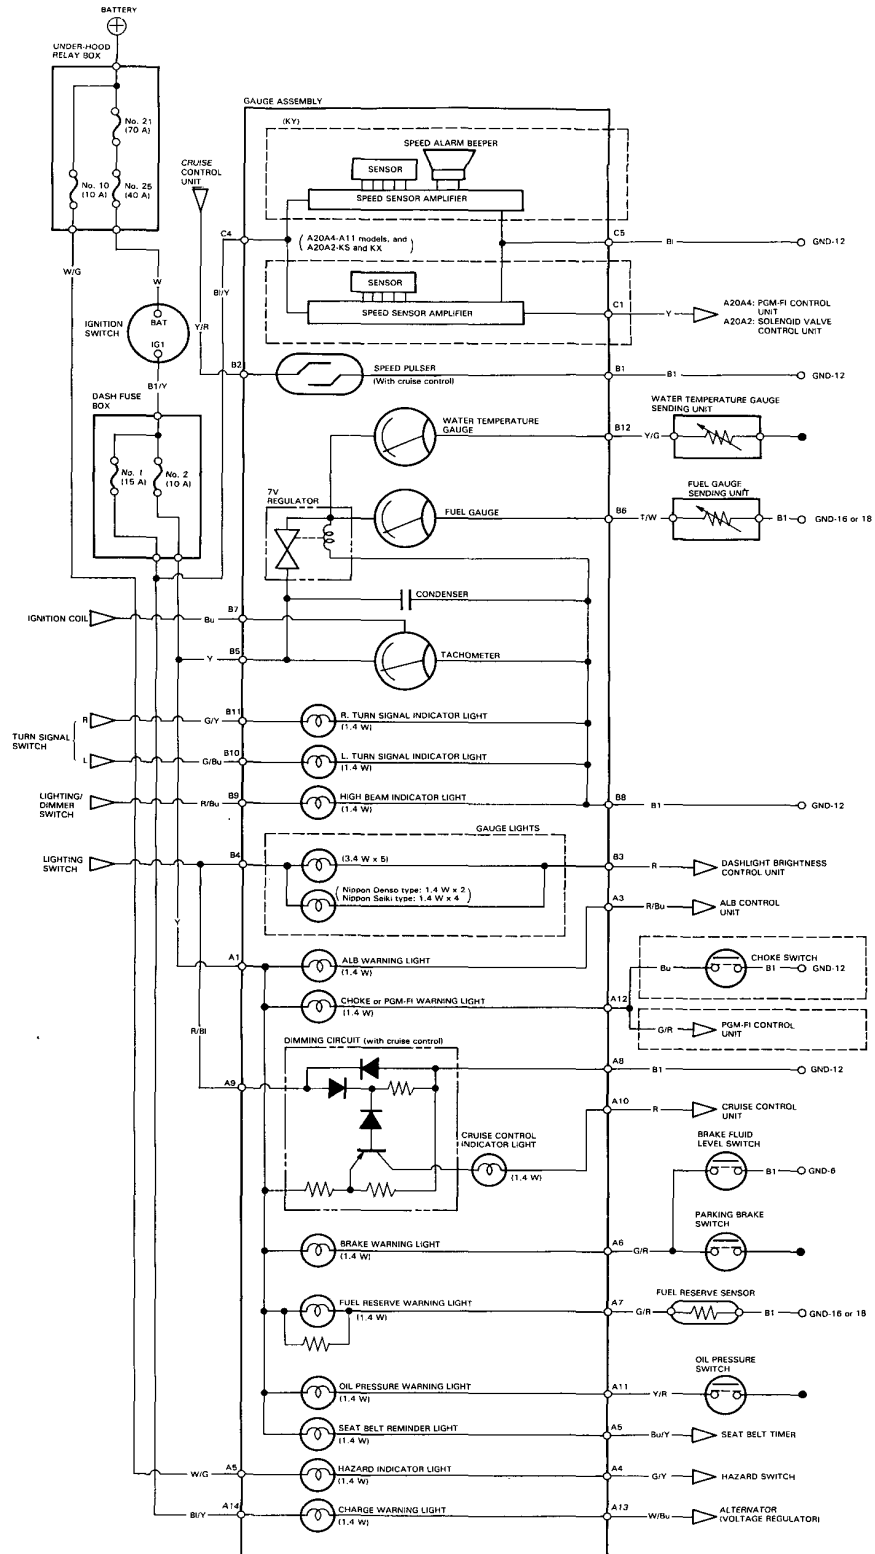 BATTERY
UNDER-HOOD
RELAY BOX
No. 21
(70 A)
No. 10
(10 A)
No. 25
(40 A)
CRUISE
CONTROL
UNIT
W/G
W
IGNITION
SWITCH
BAT
IG1
B1/Y
DASH FUSE
BOX
No. 1
(15 A)
No. 2
(10 A)
Y/R
Bl/Y
GAUGE ASSEMBLY
(KY)
SPEED ALARM BEEPER
SENSOR
SPEED SENSOR AMPLIFIER
C4
(A20A4-A11 models, and
A20A2-KS and KX)
C5
Bl
GND-12
SENSOR
SPEED SENSOR AMPLIFIER
C1
Y
A20A4: PGM-FI CONTROL
UNIT
A20A2: SOLENOID VALVE
CONTROL UNIT
B2
SPEED PULSER
(With cruise control)
B1
B1
GND-12
WATER TEMPERATURE
GAUGE
B12
Y/G
WATER TEMPERATURE GAUGE
SENDING UNIT
7V
REGULATOR
FUEL GAUGE
B6
T/W
FUEL GAUGE
SENDING UNIT
B1
GND-16 or 18
CONDENSER
IGNITION COIL
Bu
B7
Y
B5
TACHOMETER
TURN SIGNAL
SWITCH
R
G/Y
B11
R. TURN SIGNAL INDICATOR LIGHT
(1.4 W)
L
G/Bu
B10
L. TURN SIGNAL INDICATOR LIGHT
(1.4 W)
LIGHTING/
DIMMER
SWITCH
R/Bu
B9
HIGH BEAM INDICATOR LIGHT
(1.4 W)
B8
B1
GND-12
GAUGE LIGHTS
LIGHTING
SWITCH
B4
(3.4 W x 5)
(Nippon Denso type: 1.4 W x 2)
Nippon Seiki type: 1.4 W x 4
B3
R
DASHLIGHT BRIGHTNESS
CONTROL UNIT
A3
R/Bu
ALB CONTROL
UNIT
Y
A1
ALB WARNING LIGHT
(1.4 W)
CHOKE or PGM-FI WARNING LIGHT
(1.4 W)
A12
Bu
CHOKE SWITCH
B1
GND-12
G/R
PGM-FI CONTROL
UNIT
R/Bl
DIMMING CIRCUIT (with cruise control)
A9
A8
B1
GND-12
A10
R
CRUISE CONTROL
UNIT
CRUISE CONTROL
INDICATOR LIGHT
(1.4 W)
BRAKE FLUID
LEVEL SWITCH
B1
GND-6
PARKING BRAKE
SWITCH
BRAKE WARNING LIGHT
(1.4 W)
A6
G/R
FUEL RESERVE WARNING LIGHT
(1.4 W)
A7
G/R
FUEL RESERVE SENSOR
B1
GND-16 or 18
OIL PRESSURE
SWITCH
OIL PRESSURE WARNING LIGHT
(1.4 W)
A11
Y/R
SEAT BELT REMINDER LIGHT
(1.4 W)
A5
Bu/Y
SEAT BELT TIMER
W/G
A5
HAZARD INDICATOR LIGHT
(1.4 W)
A4
G/Y
HAZARD SWITCH
Bl/Y
A14
CHARGE WARNING LIGHT
(1.4 W)
A13
W/Bu
ALTERNATOR
(VOLTAGE REGULATOR)